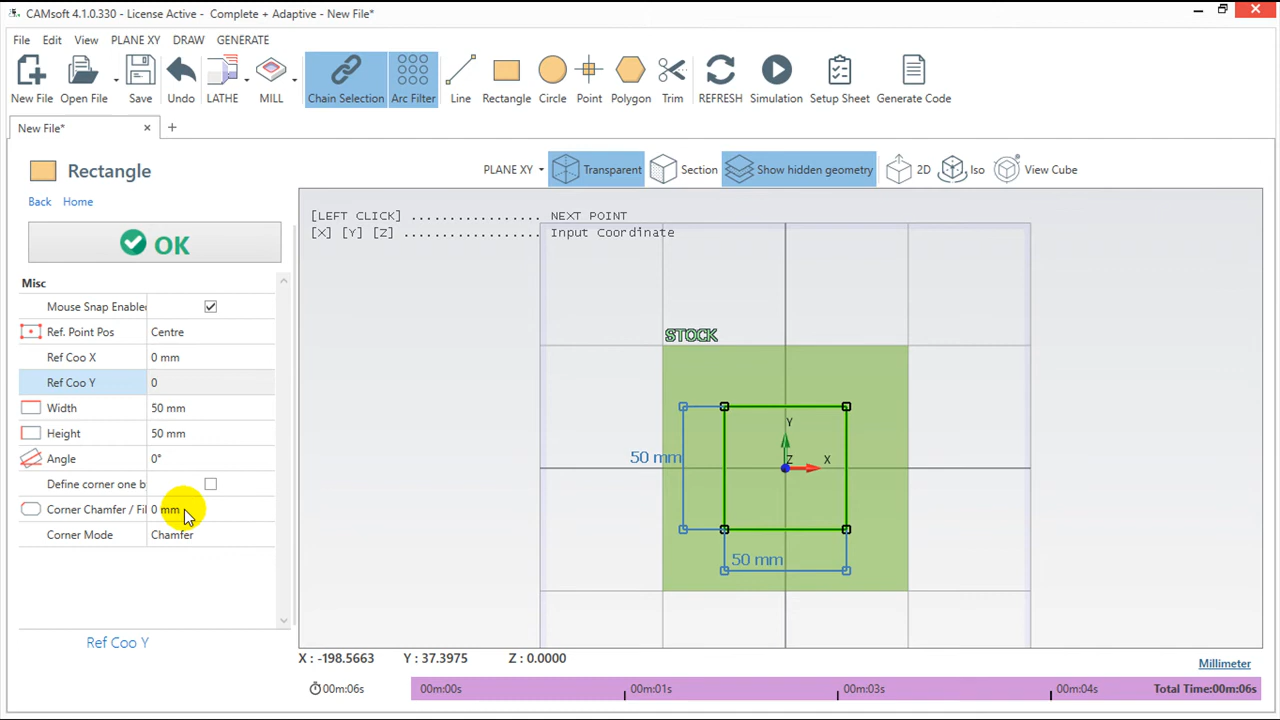 CAMsoft 4.1.0.330 - License Active -  Complete + Adaptive - New File*
File Edit View PLANE XY DRAW GENERATE
New File Open File Save Undo LATHE MILL Chain Selection Arc Filter Line Rectangle Circle Point Polygon Trim REFRESH Simulation Setup Sheet Generate Code
New File*
Rectangle
PLANE XY Transparent Section Show hidden geometry 2D Iso View Cube
Back Home
[LEFT CLICK] ................. NEXT POINT
[X] [Y] [Z] ................... Input Coordinate
OK
Misc
Mouse Snap Enable
Ref. Point Pos Centre
Ref Coo X 0 mm
Ref Coo Y 0
Width 50 mm
Height 50 mm
Angle 0°
Define corner one b
Corner Chamfer / Fil 0 mm
Corner Mode Chamfer
Ref Coo Y
STOCK
Y
Z X
50 mm
50 mm
X : -198.5663 Y : 37.3975 Z : 0.0000
Millimeter
00m:06s 00m:00s 00m:01s 00m:03s 00m:04s Total Time:00m:06s